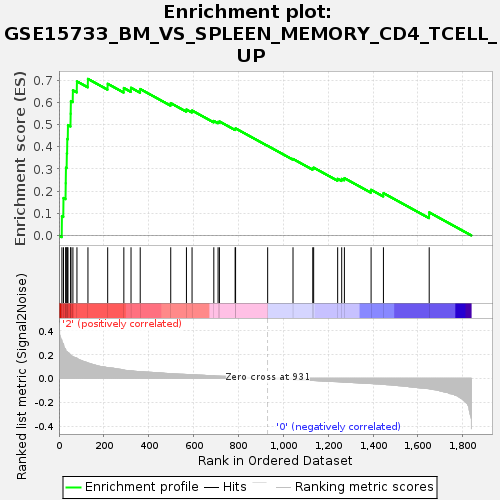 Enrichment plot:
GSE15733_BM_VS_SPLEEN_MEMORY_CD4_TCELL_
UP
Enrichment score (ES)
0.7
0.6
0.5
0.4
0.3
0.2
0.1
0.0
'2' (positively correlated)
'0' (negatively correlated)
Zero cross at 931
Ranked list metric (Signal2Noise)
0.4
0.2
0.0
-0.2
-0.4
0 200 400 600 800 1,000 1,200 1,400 1,600 1,800
Rank in Ordered Dataset
Enrichment profile Hits Ranking metric scores